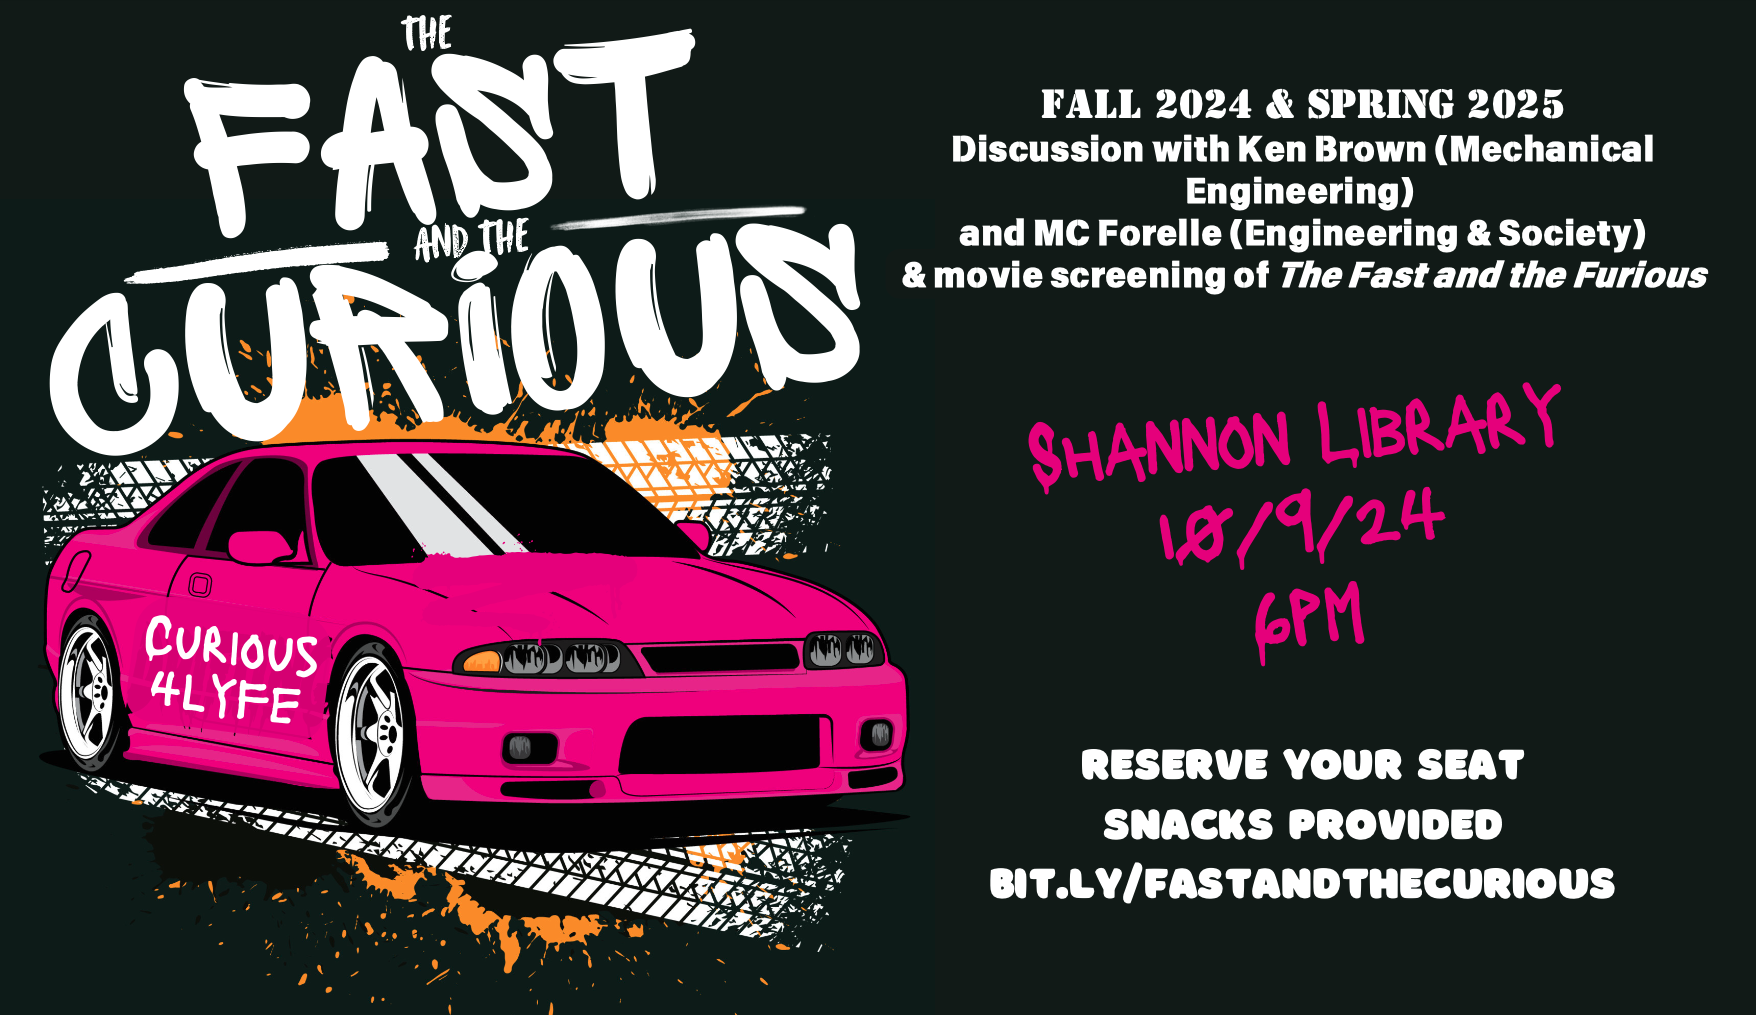 THE
FAST
AND THE
CURiOUS
CURIOUS
4LYFE
FALL 2024 & SPRING 2025
Discussion with Ken Brown (Mechanical
Engineering)
and MC Forelle (Engineering & Society)
& movie screening of The Fast and the Furious
SHANNON LIBRARY
10/9/24
6PM
RESERVE YOUR SEAT
SNACKS PROVIDED
BIT.LY/FASTANDTHECURIOUS